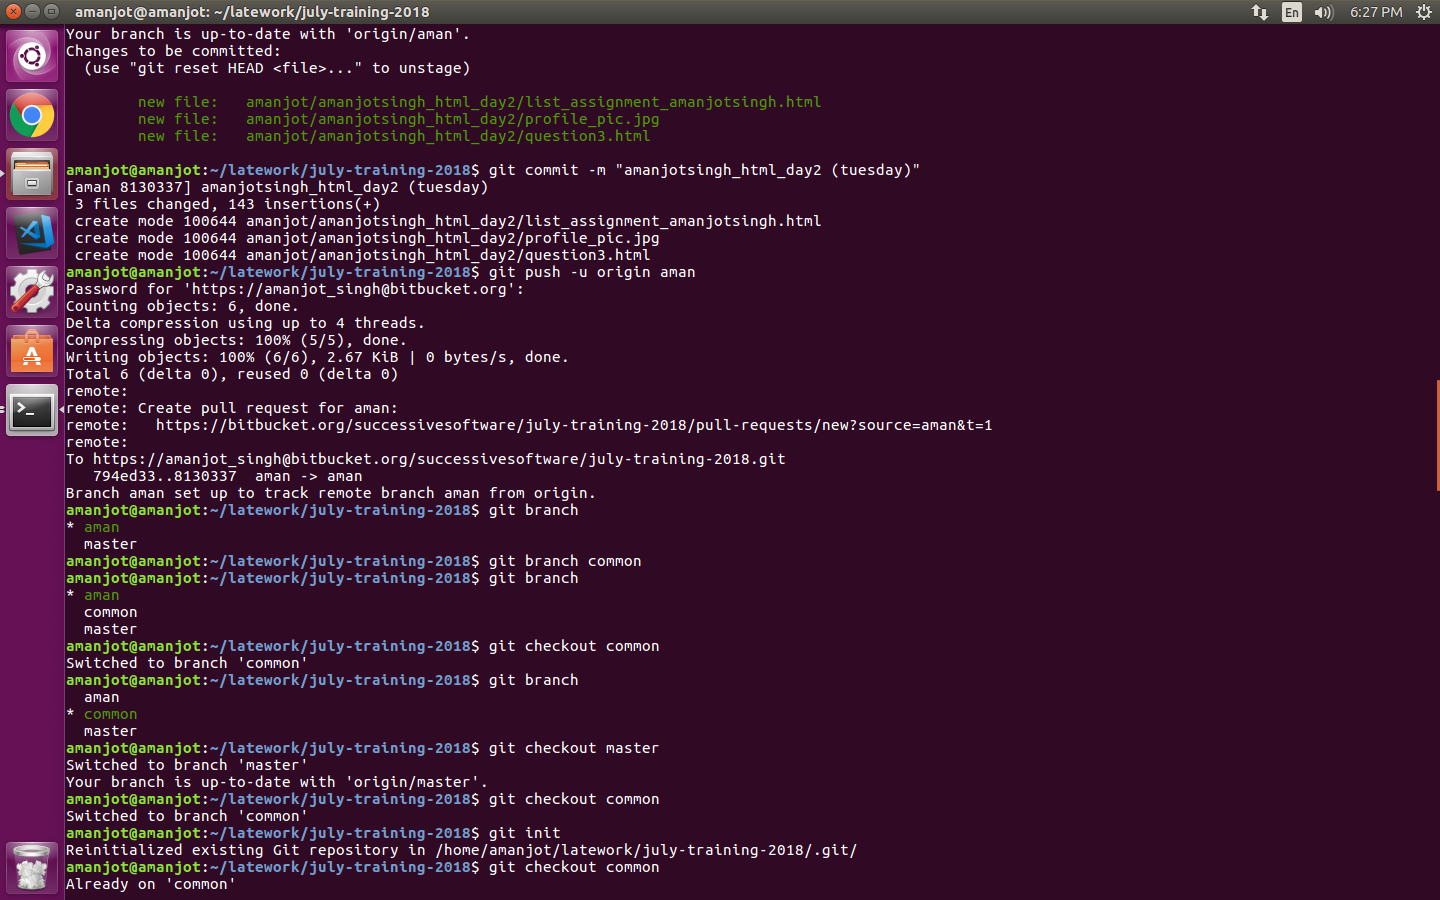 amanjot@amanjot: ~/latework/july-training-2018
En
6:27 PM
Your branch is up-to-date with 'origin/aman'.
Changes to be committed:
  (use "git reset HEAD <file>..." to unstage)
        new file:   amanjot/amanjotsingh_html_day2/list_assignment_amanjotsingh.html
        new file:   amanjot/amanjotsingh_html_day2/profile_pic.jpg
        new file:   amanjot/amanjotsingh_html_day2/question3.html
amanjot@amanjot:~/latework/july-training-2018$ git commit -m "amanjotsingh_html_day2 (tuesday)"
[aman 8130337] amanjotsingh_html_day2 (tuesday)
 3 files changed, 143 insertions(+)
 create mode 100644 amanjot/amanjotsingh_html_day2/list_assignment_amanjotsingh.html
 create mode 100644 amanjot/amanjotsingh_html_day2/profile_pic.jpg
 create mode 100644 amanjot/amanjotsingh_html_day2/question3.html
amanjot@amanjot:~/latework/july-training-2018$ git push -u origin aman
Password for 'https://amanjot_singh@bitbucket.org':
Counting objects: 6, done.
Delta compression using up to 4 threads.
Compressing objects: 100% (5/5), done.
Writing objects: 100% (6/6), 2.67 KiB | 0 bytes/s, done.
Total 6 (delta 0), reused 0 (delta 0)
remote:
remote: Create pull request for aman:
remote:   https://bitbucket.org/successivesoftware/july-training-2018/pull-requests/new?source=aman&t=1
remote:
To https://amanjot_singh@bitbucket.org/successivesoftware/july-training-2018.git
   794ed33..8130337  aman -> aman
Branch aman set up to track remote branch aman from origin.
amanjot@amanjot:~/latework/july-training-2018$ git branch
* aman
  master
amanjot@amanjot:~/latework/july-training-2018$ git branch common
amanjot@amanjot:~/latework/july-training-2018$ git branch
* aman
  common
  master
amanjot@amanjot:~/latework/july-training-2018$ git checkout common
Switched to branch 'common'
amanjot@amanjot:~/latework/july-training-2018$ git branch
  aman
* common
  master
amanjot@amanjot:~/latework/july-training-2018$ git checkout master
Switched to branch 'master'
Your branch is up-to-date with 'origin/master'.
amanjot@amanjot:~/latework/july-training-2018$ git checkout common
Switched to branch 'common'
amanjot@amanjot:~/latework/july-training-2018$ git init
Reinitialized existing Git repository in /home/amanjot/latework/july-training-2018/.git/
amanjot@amanjot:~/latework/july-training-2018$ git checkout common
Already on 'common'